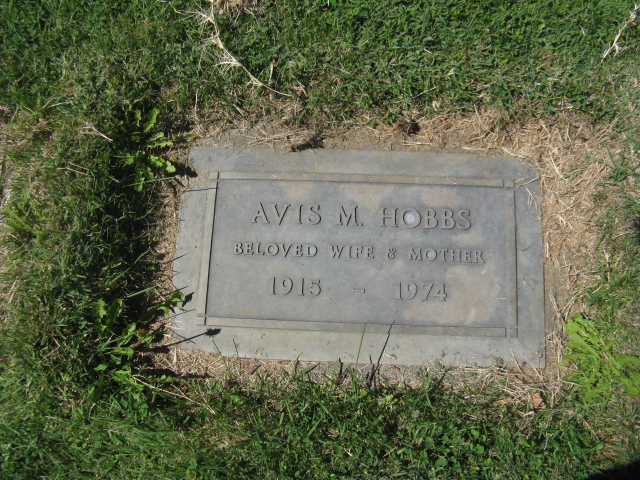 AVIS M. HOBBS
BELOVED WIFE & MOTHER
1915 - 1974